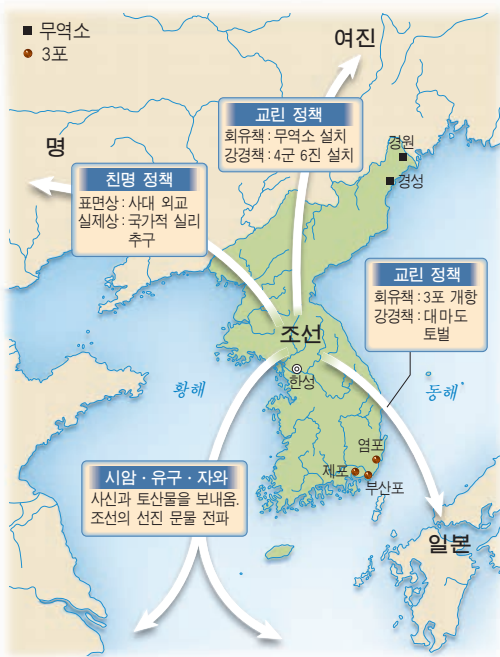 무역소
3포
여진
명
교린 정책
회유책 : 무역소 설치
강경책 : 4군 6진 설치
경원
경성
친명 정책
표면상 : 사대 외교
실제상 : 국가적 실리
추구
교린 정책
회유책 : 3포 개항
강경책 : 대마도
토벌
조선
한성
황해
동해
염포
제포
부산포
시암·유구·자와
사신과 토산물을 보내옴.
조선의 선진 문물 전파
일본